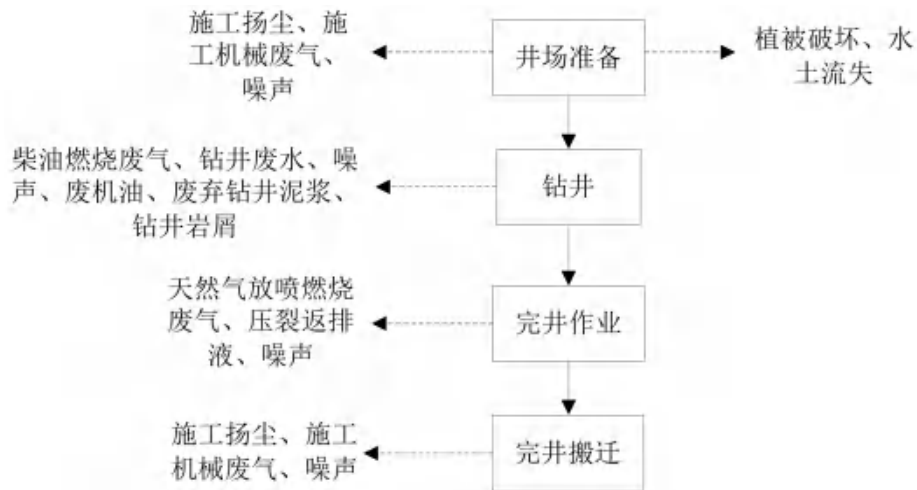 施工扬尘、施
工机械废气、
噪声
井场准备
植被破坏、水
土流失
柴油燃烧废气、钻井废水、噪
声、废机油、废弃钻井泥浆、
钻井岩屑
钻井
天然气放喷燃烧
废气、压裂返排
液、噪声
完井作业
施工扬尘、施工
机械废气、噪声
完井搬迁